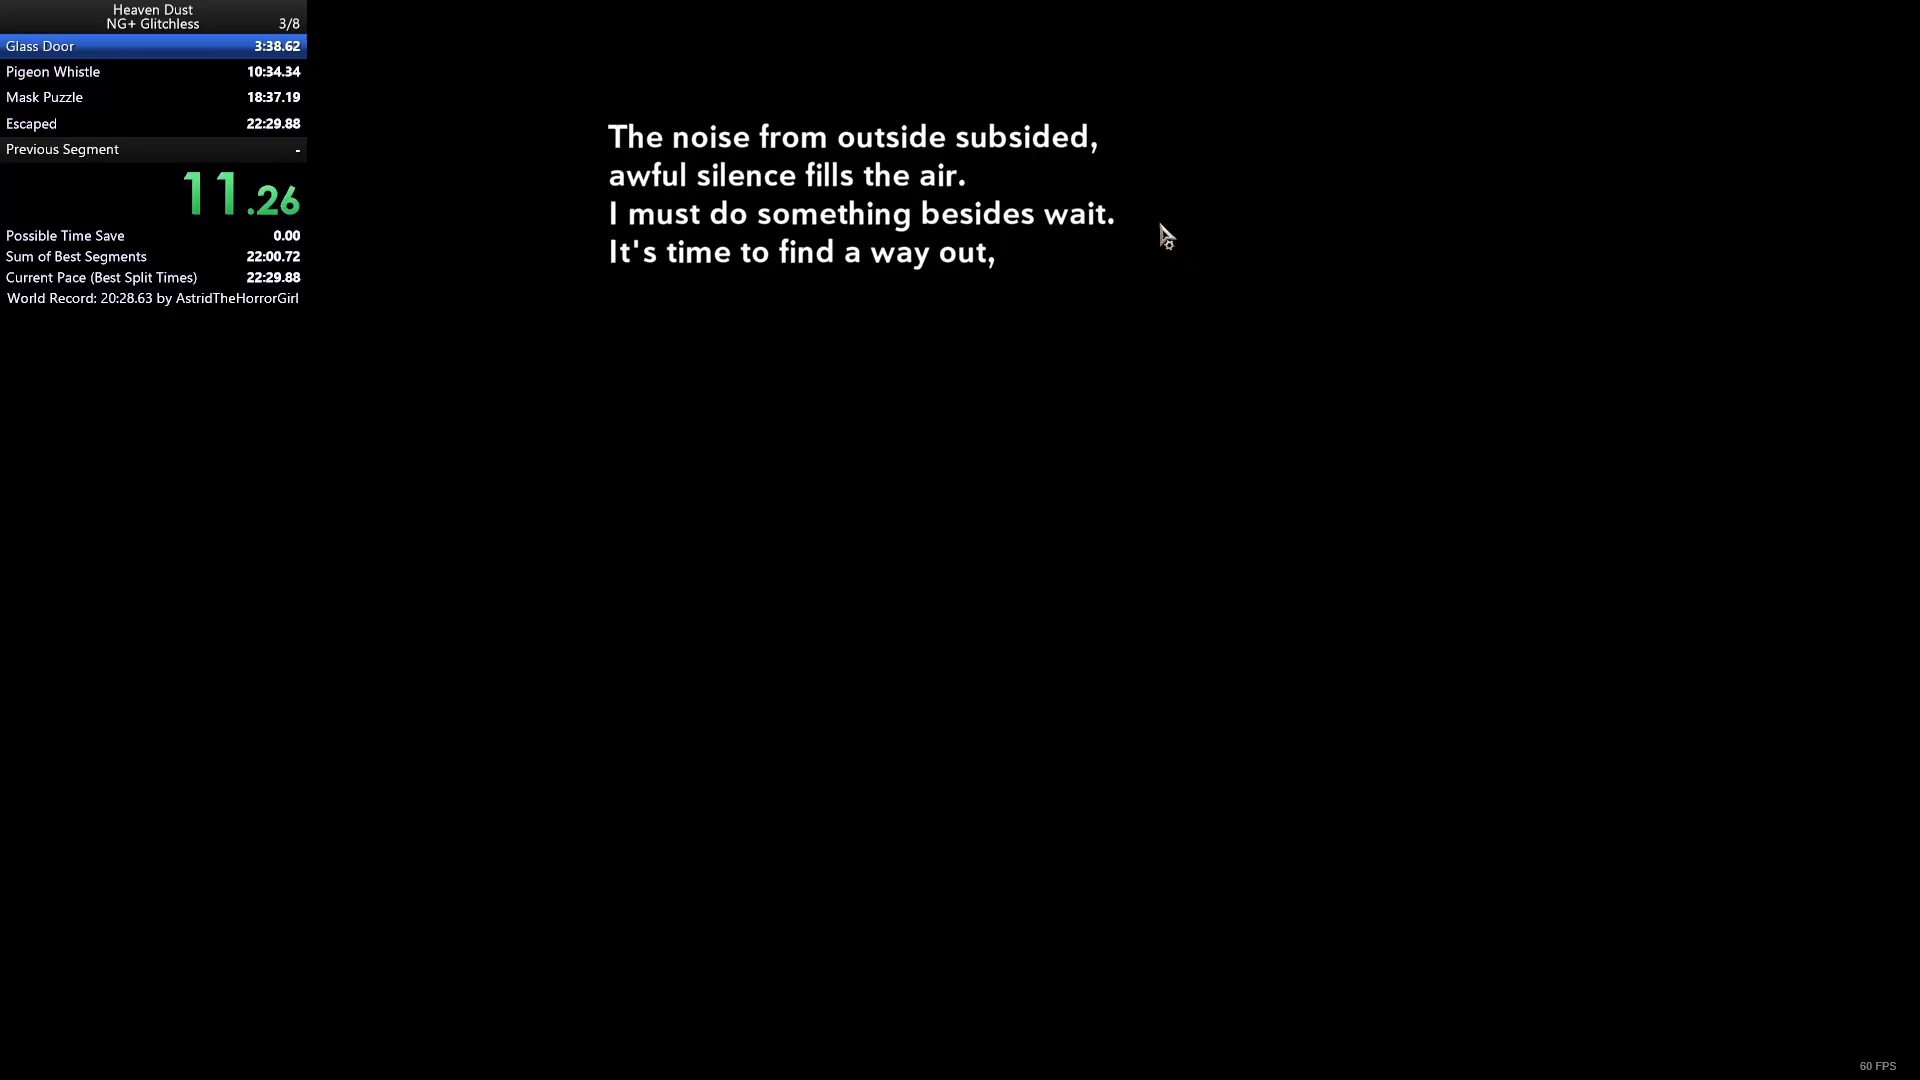 Heaven Dust
NG+ Glitchless 3/8
Glass Door 3:38.62
Pigeon Whistle 10:34.34
Mask Puzzle 18:37.19
Escaped 22:29.88
Previous Segment -
11.26
Possible Time Save 0.00
Sum of Best Segments 22:00.72
Current Pace (Best Split Times) 22:29.88
World Record: 20:28.63 by AstridTheHorrorGirl
The noise from outside subsided,
awful silence fills the air.
I must do something besides wait.
It's time to find a way out,
60 FPS